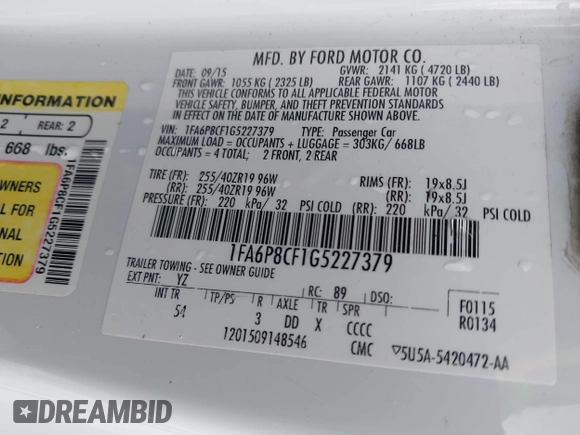 MFD. BY FORD MOTOR CO.
DATE: 09/15 GVWR: 2141 KG (4720 LB)
FRONT GAWR: 1055 KG (2325 LB) REAR GAWR: 1107 KG (2440 LB)
THIS VEHICLE CONFORMS TO ALL APPLICABLE FEDERAL MOTOR
VEHICLE SAFETY, BUMPER, AND THEFT PREVENTION STANDARDS
IN EFFECT ON THE DATE OF MANUFACTURE SHOWN ABOVE.
VIN: 1FA6P8CF1G5227379 TYPE: Passenger Car
MAXIMUM LOAD = OCCUPANTS + LUGGAGE = 303KG/ 668LB
OCCUPANTS = 4 TOTAL; 2 FRONT, 2 REAR
TIRE (FR): 255/40ZR19 96W RIMS (FR): 19x8.5J
(RR): 255/40ZR19 96W (RR): 19x8.5J
PRESSURE (FR): 220 kPa/ 32 PSI COLD (RR): 220 kPa/ 32 PSI COLD
1FA6P8CF1G5227379
TRAILER TOWING - SEE OWNER GUIDE
EXT PNT: YZ RC: 89 DSO:
INT TR TP/PS R AXLE TR SPR
54 3 DD X CCCC
1201509148546 CMC
F0115
R0134
▽5U5A-5420472-AA
INFORMATION
2 REAR: 2
668 lbs.
OWNERS
L FOR
ONAL
1FA6P8CF1G5227379
DREAMBID